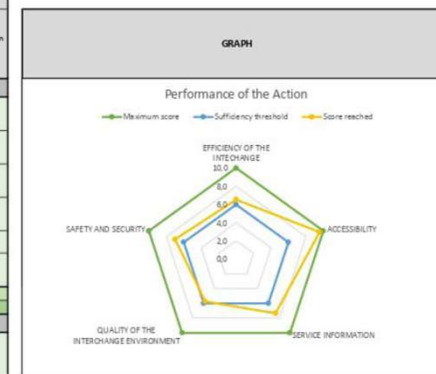 GRAPH
Performance of the Action
Maximum score
Sufficiency threshold
Score reached
EFFICIENCY OF THE
INTECHANGE
10,0
8,0
6,0
4,0
2,0
0,0
SAFETY AND SECURITY
ACCESSIBILITY
QUALITY OF THE
INTERCHANGE ENVIRONMENT
SERVICE INFORMATION